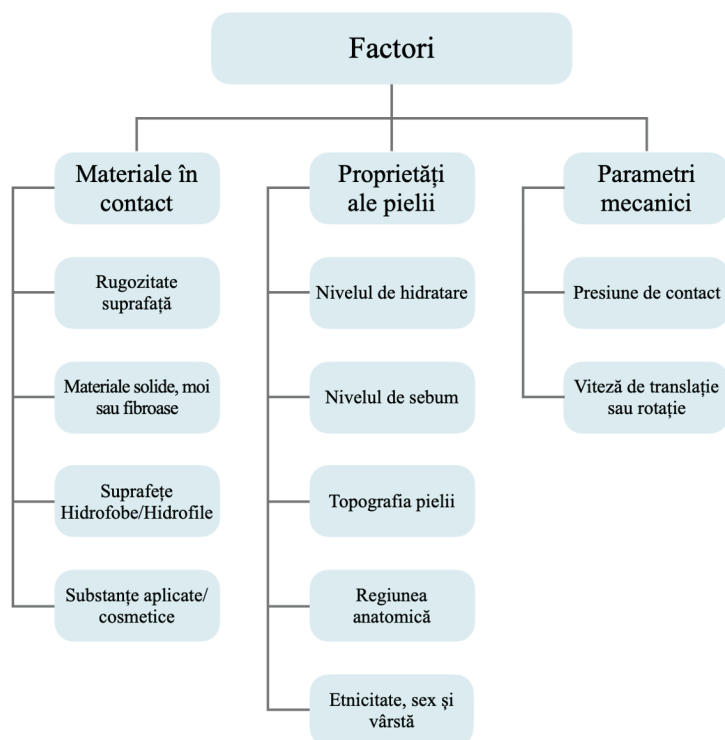 Factori
Materiale în
contact
Rugozitate
suprafață
Materiale solide, moi
sau fibroase
Suprafețe
Hidrofobe/Hidrofile
Substanțe aplicate/
cosmetice
Proprietăți
ale pielii
Nivelul de hidratare
Nivelul de sebum
Topografia pielii
Regiunea
anatomică
Etnicitate, sex și
vârstă
Parametri
mecanici
Presiune de contact
Viteză de translație
sau rotație